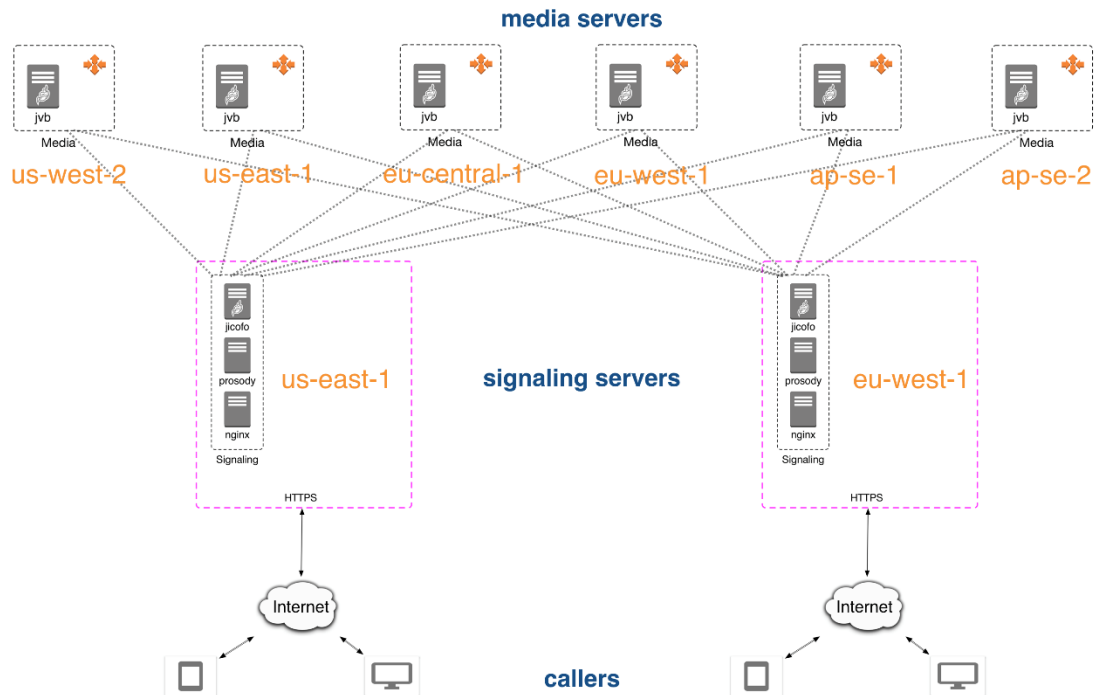 media servers
jvb
jvb
jvb
jvb
jvb
jvb
Media
Media
Media
Media
Media
Media
us-west-2
us-east-1
eu-central-1
eu-west-1
ap-se-1
ap-se-2
jicofo
jicofo
prosody
us-east-1
signaling servers
prosody
eu-west-1
nginx
nginx
Signaling
Signaling
HTTPS
HTTPS
Internet
Internet
callers